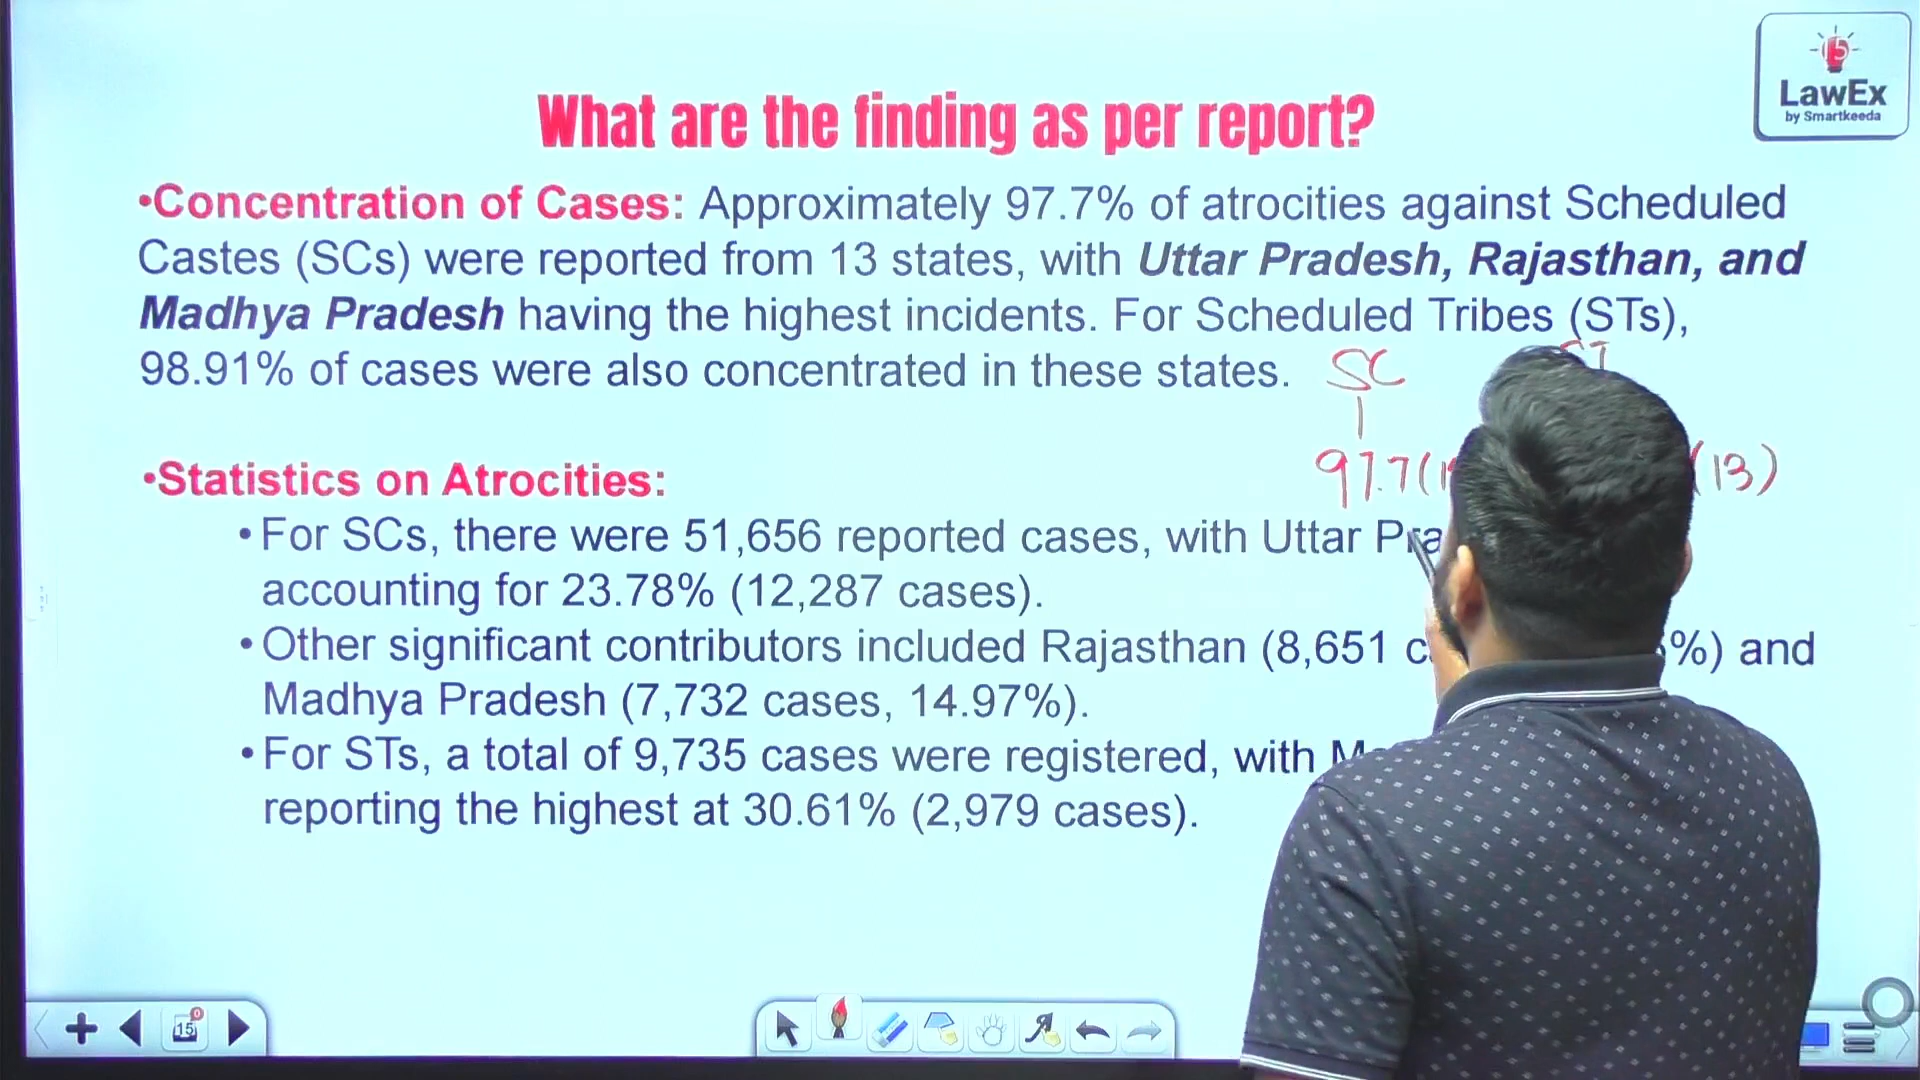 LawEx
by Smartkeeda
What are the finding as per report?
•Concentration of Cases: Approximately 97.7% of atrocities against Scheduled
Castes (SCs) were reported from 13 states, with Uttar Pradesh, Rajasthan, and
Madhya Pradesh having the highest incidents. For Scheduled Tribes (STs),
98.91% of cases were also concentrated in these states.
SC
97.7 (13)
•Statistics on Atrocities:
•For SCs, there were 51,656 reported cases, with Uttar
accounting for 23.78% (12,287 cases).
•Other significant contributors included Rajasthan (8,651 %) and
Madhya Pradesh (7,732 cases, 14.97%).
•For STs, a total of 9,735 cases were registered, with
reporting the highest at 30.61% (2,979 cases).
15
0